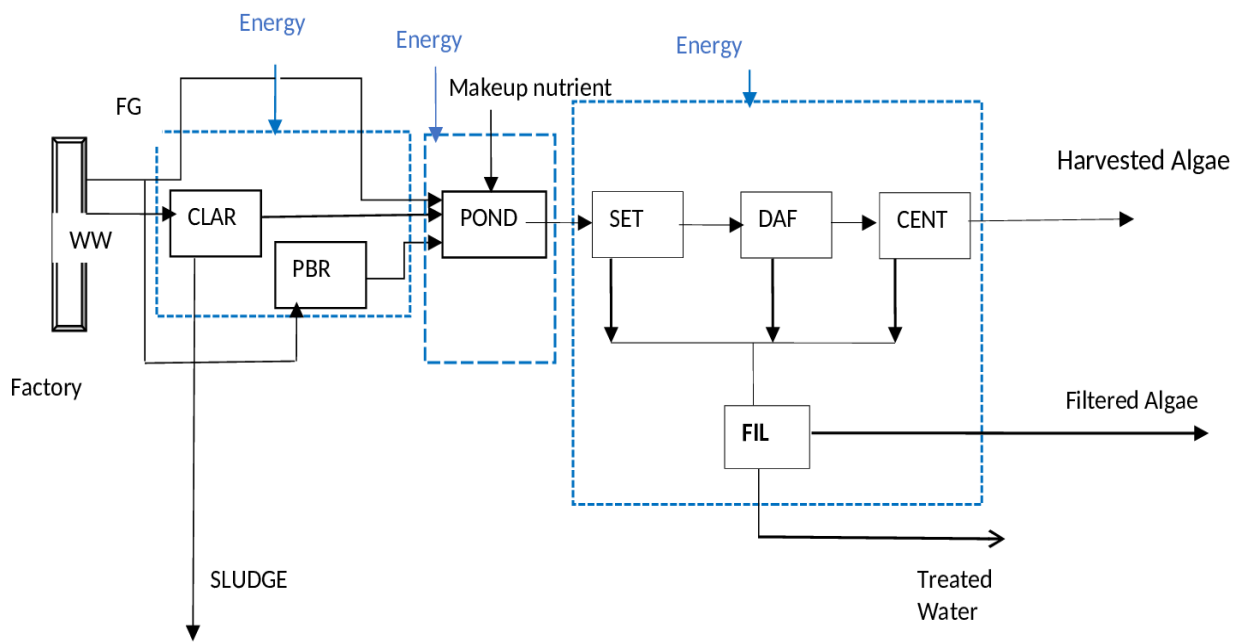 Energy
Energy
Energy
Makeup nutrient
FG
Harvested Algae
CLAR
POND
SET
DAF
CENT
WW
PBR
Factory
Filtered Algae
FIL
SLUDGE
Treated
Water